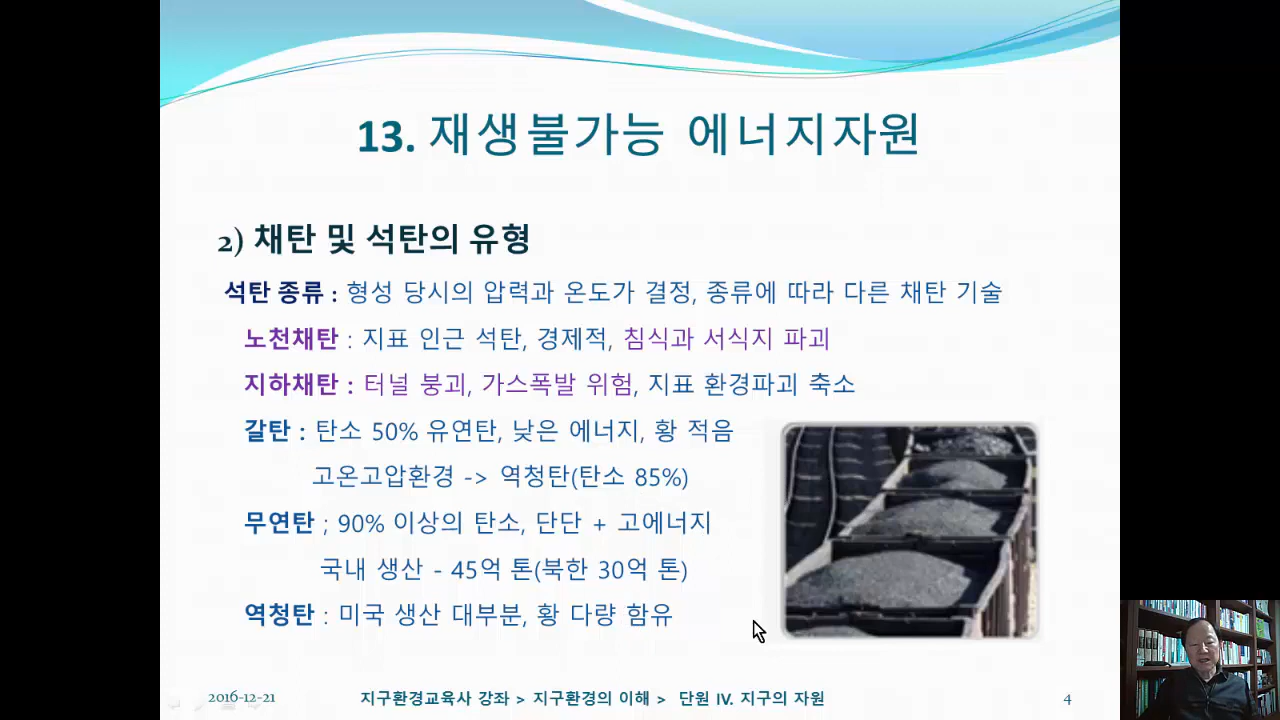 13. 재생불가능 에너지자원
2) 채탄 및 석탄의 유형
석탄 종류 : 형성 당시의 압력과 온도가 결정, 종류에 따라 다른 채탄 기술
노천채탄 : 지표 인근 석탄, 경제적, 침식과 서식지 파괴
지하채탄 : 터널 붕괴, 가스폭발 위험, 지표 환경파괴 축소
갈탄 : 탄소 50% 유연탄, 낮은 에너지, 황 적음
고온고압환경 -> 역청탄(탄소 85%)
무연탄 ; 90% 이상의 탄소, 단단 + 고에너지
국내 생산 - 45억 톤(북한 30억 톤)
역청탄 : 미국 생산 대부분, 황 다량 함유
2016-12-21 지구환경교육사 강좌 > 지구환경의 이해 > 단원 IV. 지구의 자원 4